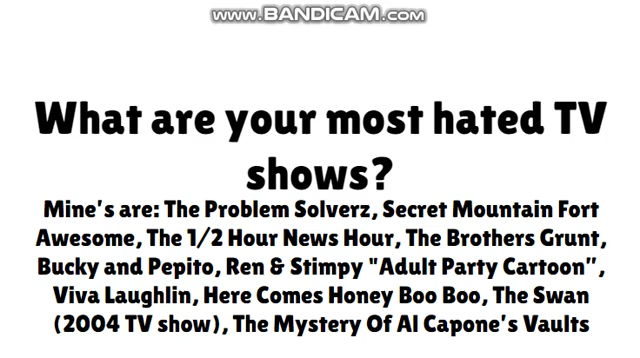 www.BANDICAM.com
What are your most hated TV
shows?
Mine's are: The Problem Solverz, Secret Mountain Fort
Awesome, The 1/2 Hour News Hour, The Brothers Grunt,
Bucky and Pepito, Ren & Stimpy "Adult Party Cartoon”,
Viva Laughlin, Here Comes Honey Boo Boo, The Swan
(2004 TV show), The Mystery Of Al Capone's Vaults